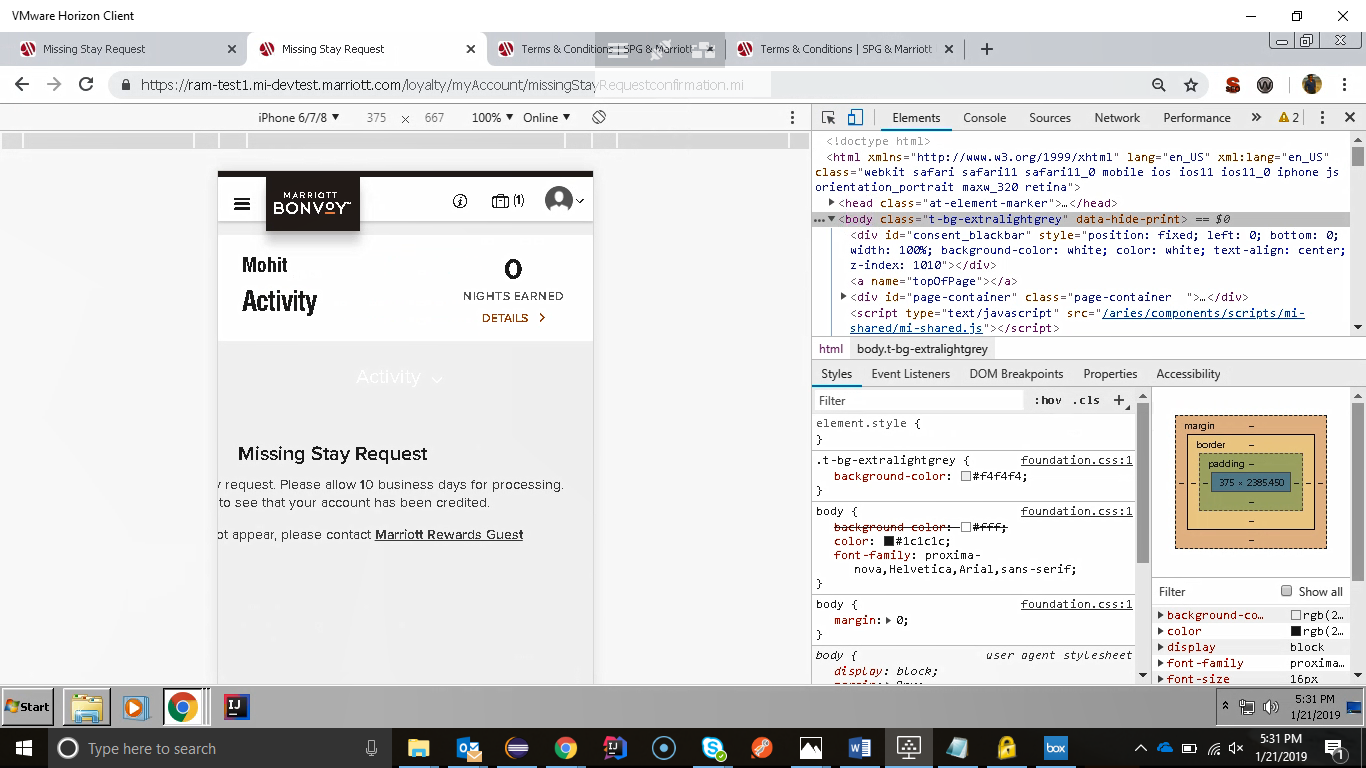 VMware Horizon Client
Missing Stay Request
Missing Stay Request
Terms & Conditions | SPG & Marriott
Terms & Conditions | SPG & Marriott
https://ram-test1.mi-devtest.marriott.com/loyalty/myAccount/missingStayRequestconfirmation.mi
iPhone 6/7/8 ▼ 375 × 667 100% ▼ Online ▼
MARRIOTT
BONVOY
(1)
Mohit
Activity
0
NIGHTS EARNED
DETAILS
Activity
Missing Stay Request
y request. Please allow 10 business days for processing.
to see that your account has been credited.
ot appear, please contact Marriott Rewards Guest
Elements Console Sources Network Performance » 2
<!doctype html>
<html xmlns="http://www.w3.org/1999/xhtml" lang="en_US" xml:lang="en_US"
class="webkit safari safari11 safari11_0 mobile ios ios11 ios11_0 iphone js
orientation_portrait maxw_320 retina">
▶<head class="at-element-marker">…</head>
…▼<body class="t-bg-extralightgrey" data-hide-print> == $0
<div id="consent_blackbar" style="position: fixed; left: 0; bottom: 0;
width: 100%; background-color: white; color: white; text-align: center;
z-index: 1010"></div>
<a name="topOfPage"></a>
▶<div id="page-container" class="page-container  ">…</div>
<script type="text/javascript" src="/aries/components/scripts/mi-
shared/mi-shared.js"></script>
html body.t-bg-extralightgrey
Styles Event Listeners DOM Breakpoints Properties Accessibility
Filter :hov .cls +
element.style {
}
.t-bg-extralightgrey { foundation.css:1
background-color: #f4f4f4;
}
body { foundation.css:1
background-color: #fff;
color: #1c1c1c;
font-family: proxima-
nova,Helvetica,Arial,sans-serif;
}
body { foundation.css:1
margin: ▶ 0;
}
body { user agent stylesheet
display: block;
margin
border
padding
375 × 2385.450
Filter Show all
background-co… rgb(2…
color rgb(2…
display block
font-family proxima…
font-size 16px
Start
5:31 PM
1/21/2019
Type here to search
box
5:31 PM
1/21/2019
1